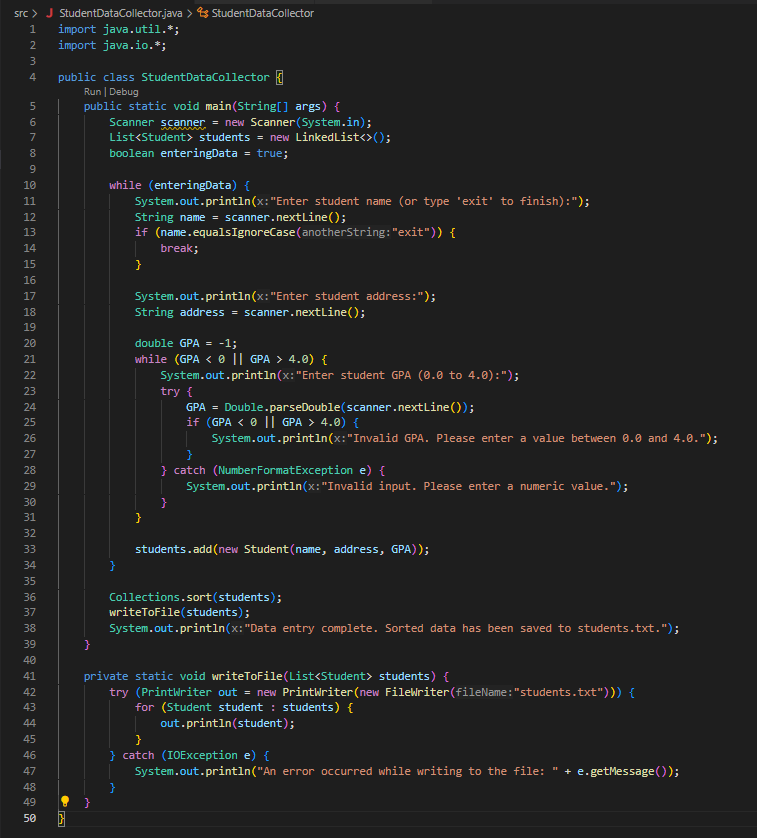 src > J StudentDataCollector.java > StudentDataCollector
1 import java.util.*;
2 import java.io.*;
3
4 public class StudentDataCollector {
Run | Debug
5     public static void main(String[] args) {
6         Scanner scanner = new Scanner(System.in);
7         List<Student> students = new LinkedList<>();
8         boolean enteringData = true;
9
10         while (enteringData) {
11             System.out.println(x:"Enter student name (or type 'exit' to finish):");
12             String name = scanner.nextLine();
13             if (name.equalsIgnoreCase(anotherString:"exit")) {
14                 break;
15             }
16
17             System.out.println(x:"Enter student address:");
18             String address = scanner.nextLine();
19
20             double GPA = -1;
21             while (GPA < 0 || GPA > 4.0) {
22                 System.out.println(x:"Enter student GPA (0.0 to 4.0):");
23                 try {
24                     GPA = Double.parseDouble(scanner.nextLine());
25                     if (GPA < 0 || GPA > 4.0) {
26                         System.out.println(x:"Invalid GPA. Please enter a value between 0.0 and 4.0.");
27                     }
28                 } catch (NumberFormatException e) {
29                     System.out.println(x:"Invalid input. Please enter a numeric value.");
30                 }
31             }
32
33             students.add(new Student(name, address, GPA));
34         }
35
36         Collections.sort(students);
37         writeToFile(students);
38         System.out.println(x:"Data entry complete. Sorted data has been saved to students.txt.");
39     }
40
41     private static void writeToFile(List<Student> students) {
42         try (PrintWriter out = new PrintWriter(new FileWriter(fileName:"students.txt"))) {
43             for (Student student : students) {
44                 out.println(student);
45             }
46         } catch (IOException e) {
47             System.out.println("An error occurred while writing to the file: " + e.getMessage());
48         }
49     }
50 }